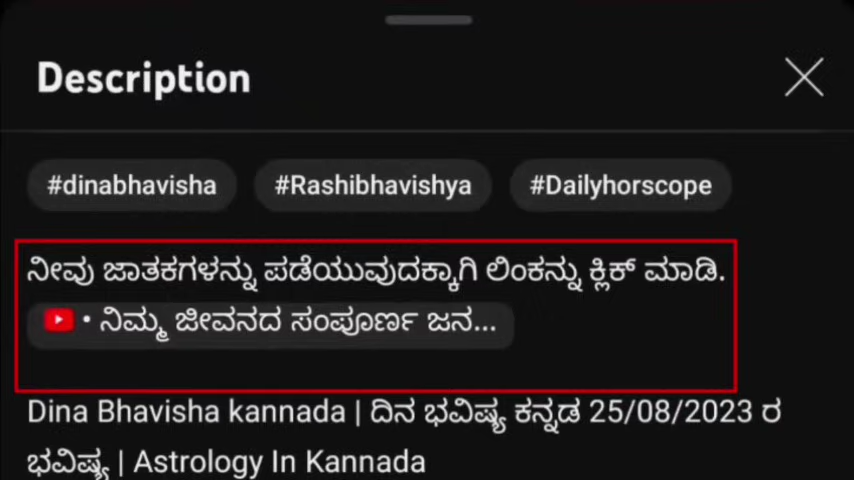 Description
#dinabhavisha #Rashibhavishya #Dailyhorscope
ನೀವು ಜಾತಕಗಳನ್ನು ಪಡೆಯುವುದಕ್ಕಾಗಿ ಲಿಂಕನ್ನು ಕ್ಲಿಕ್ ಮಾಡಿ.
• ನಿಮ್ಮ ಜೀವನದ ಸಂಪೂರ್ಣ ಜನ...
Dina Bhavisha kannada | ದಿನ ಭವಿಷ್ಯ ಕನ್ನಡ 25/08/2023 ರ
ಭವಿಷ್ಯ | Astrology In Kannada